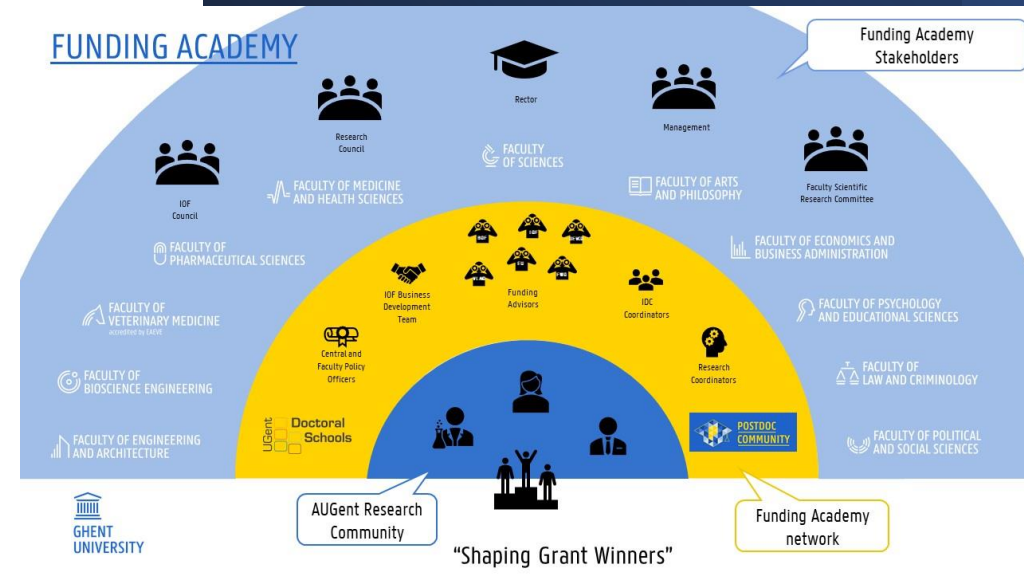 FUNDING ACADEMY
Funding Academy
Stakeholders
Rector
Research
Council
Management
IOF
Council
Faculty Scientific
Research Committee
FACULTY
OF SCIENCES
FACULTY OF MEDICINE
AND HEALTH SCIENCES
FACULTY OF ARTS
AND PHILOSOPHY
FACULTY OF
PHARMACEUTICAL SCIENCES
FACULTY OF ECONOMICS AND
BUSINESS ADMINISTRATION
FACULTY OF
VETERINARY MEDICINE
accredited by EAEVE
FACULTY OF PSYCHOLOGY
AND EDUCATIONAL SCIENCES
FACULTY OF
BIOSCIENCE ENGINEERING
FACULTY OF
LAW AND CRIMINOLOGY
FACULTY OF ENGINEERING
AND ARCHITECTURE
FACULTY OF POLITICAL
AND SOCIAL SCIENCES
IOF Business
Development
Team
Funding
Advisors
IDC
Coordinators
Central and
Faculty Policy
Officers
Research
Coordinators
UGent
Doctoral
Schools
POSTDOC
COMMUNITY
AUGent Research
Community
Funding Academy
network
GHENT
UNIVERSITY
“Shaping Grant Winners”